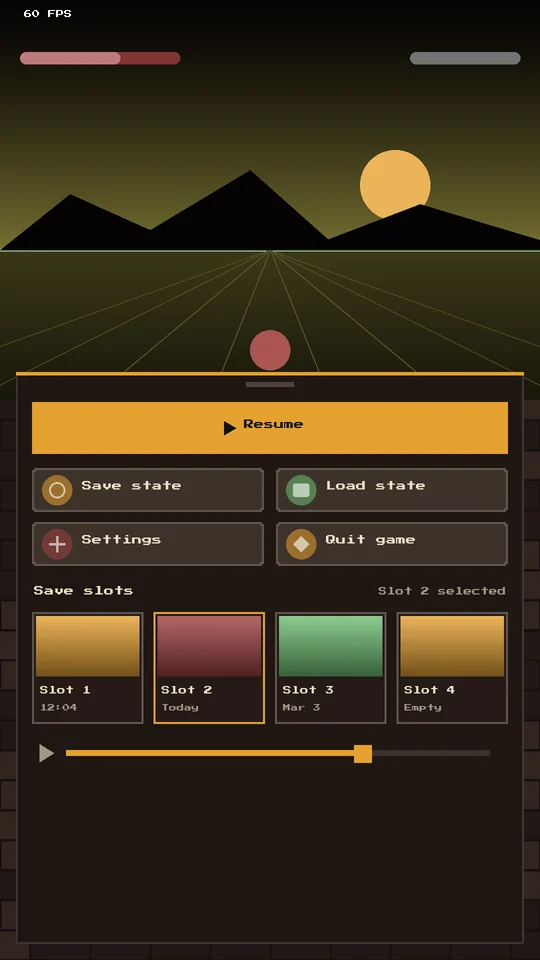 60 FPS
Resume
Save state
Load state
Settings
Quit game
Save slots
Slot 2 selected
Slot 1
Slot 2
Slot 3
Slot 4
12:04
Today
Mar 3
Empty